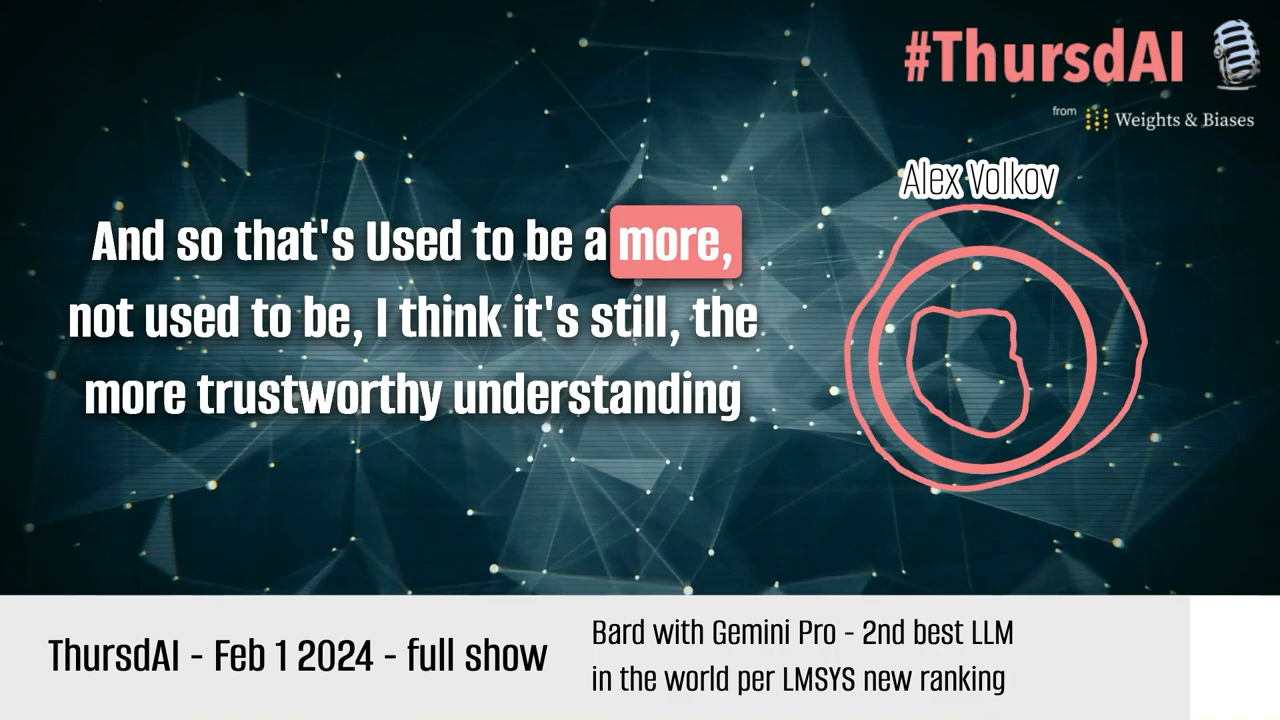 #ThursdAI
from Weights & Biases
Alex Volkov
And so that's Used to be a more,
not used to be, I think it's still, the
more trustworthy understanding
ThursdAI - Feb 1 2024 - full show
Bard with Gemini Pro - 2nd best LLM
in the world per LMSYS new ranking